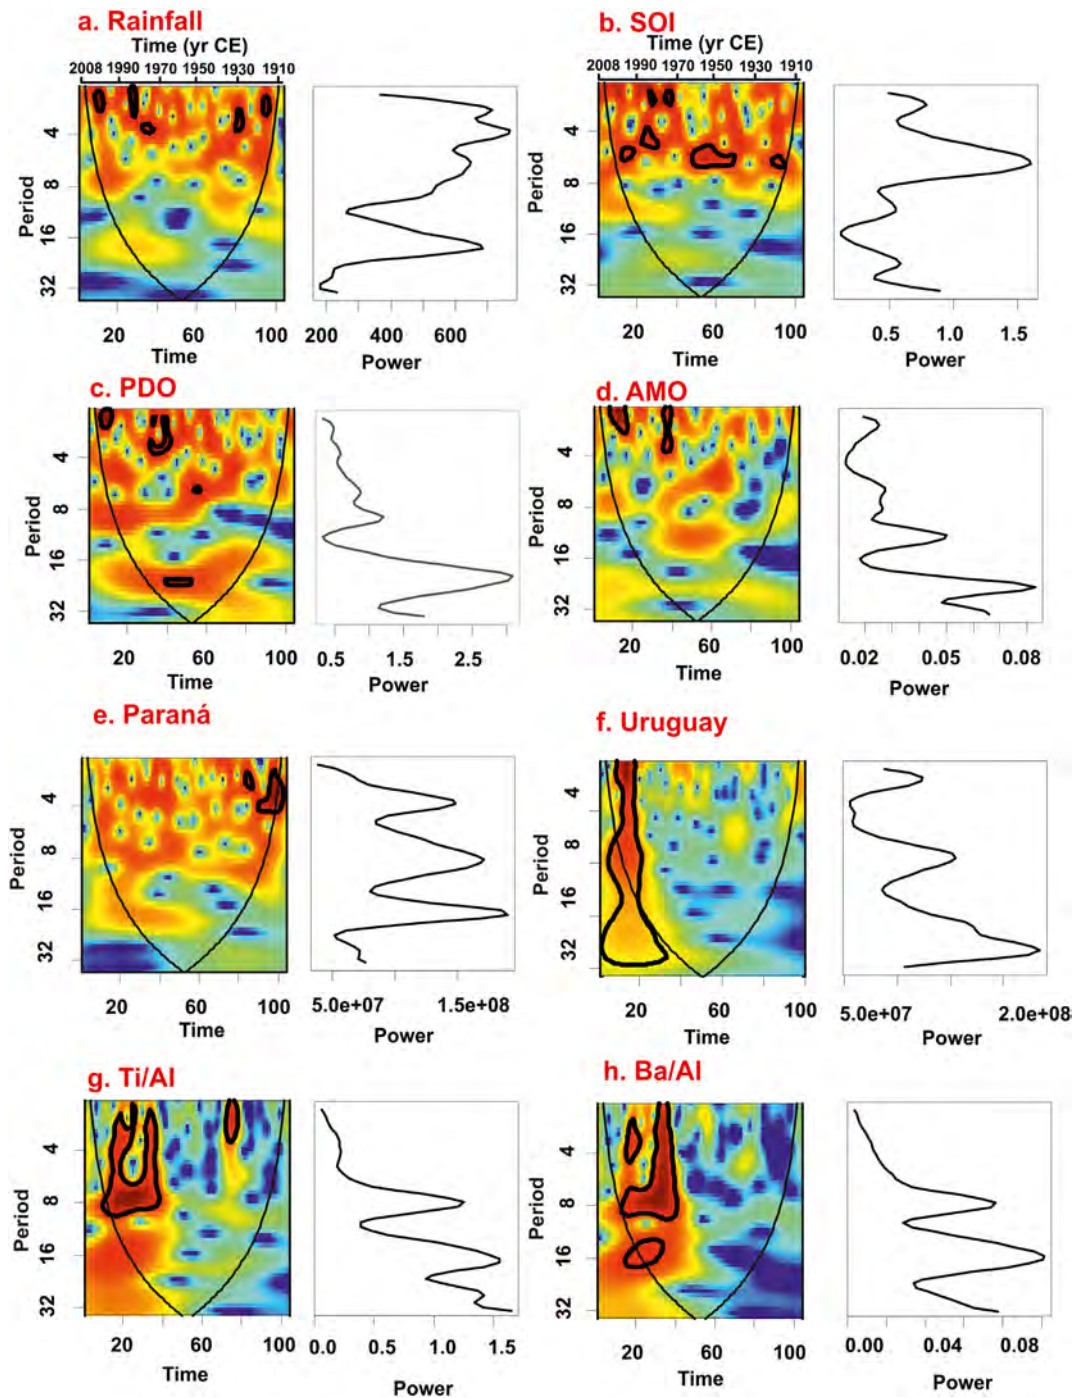 a. Rainfall
Time (yr CE)
2008 1990 1970 1950 1930 1910
Period
4
8
16
32
20 60 100
Time
200 400 600
Power
b. SOI
Time (yr CE)
2008 1990 1970 1950 1930 1910
Period
4
8
16
32
20 60 100
Time
0.5 1.0 1.5
Power
c. PDO
Period
4
8
16
32
20 60 100
Time
0.5 1.5 2.5
Power
d. AMO
Period
4
8
16
32
20 60 100
Time
0.02 0.05 0.08
Power
e. Paraná
Period
4
8
16
32
20 60 100
Time
5.0e+07 1.5e+08
Power
f. Uruguay
Period
4
8
16
32
20 60 100
Time
5.0e+07 2.0e+08
Power
g. Ti/Al
Period
4
8
16
32
20 60 100
Time
0.0 1.0 1.5
Power
h. Ba/Al
Period
4
8
16
32
20 60 100
Time
0.00 0.04 0.08
Power